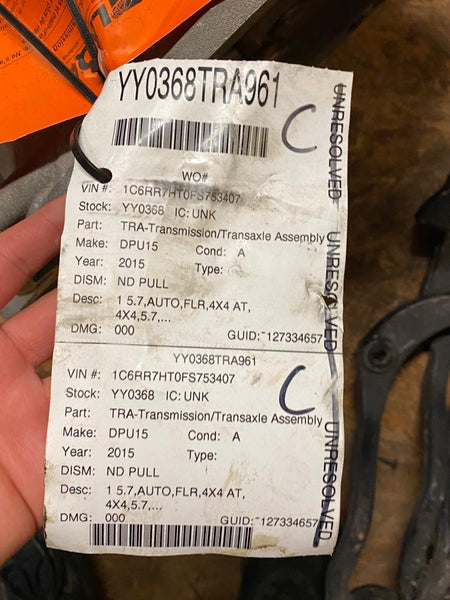 YY0368TRA961
C
WO#
VIN #: 1C6RR7HT0FS753407
Stock: YY0368 IC: UNK
Part: TRA-Transmission/Transaxle Assembly
Make: DPU15 Cond: A
Year: 2015 Type:
DISM: ND PULL
Desc: 1 5.7,AUTO,FLR,4X4 AT,
4X4,5.7,...
DMG: 000 GUID:~127334657
UNRESOLVED UNRESOLVED UNRESOLVED
YY0368TRA961
VIN #: 1C6RR7HT0FS753407
C
Stock: YY0368 IC: UNK
Part: TRA-Transmission/Transaxle Assembly
Make: DPU15 Cond: A
Year: 2015 Type:
DISM: ND PULL
Desc: 1 5.7,AUTO,FLR,4X4 AT,
4X4,5.7,...
DMG: 000 GUID:~127334657